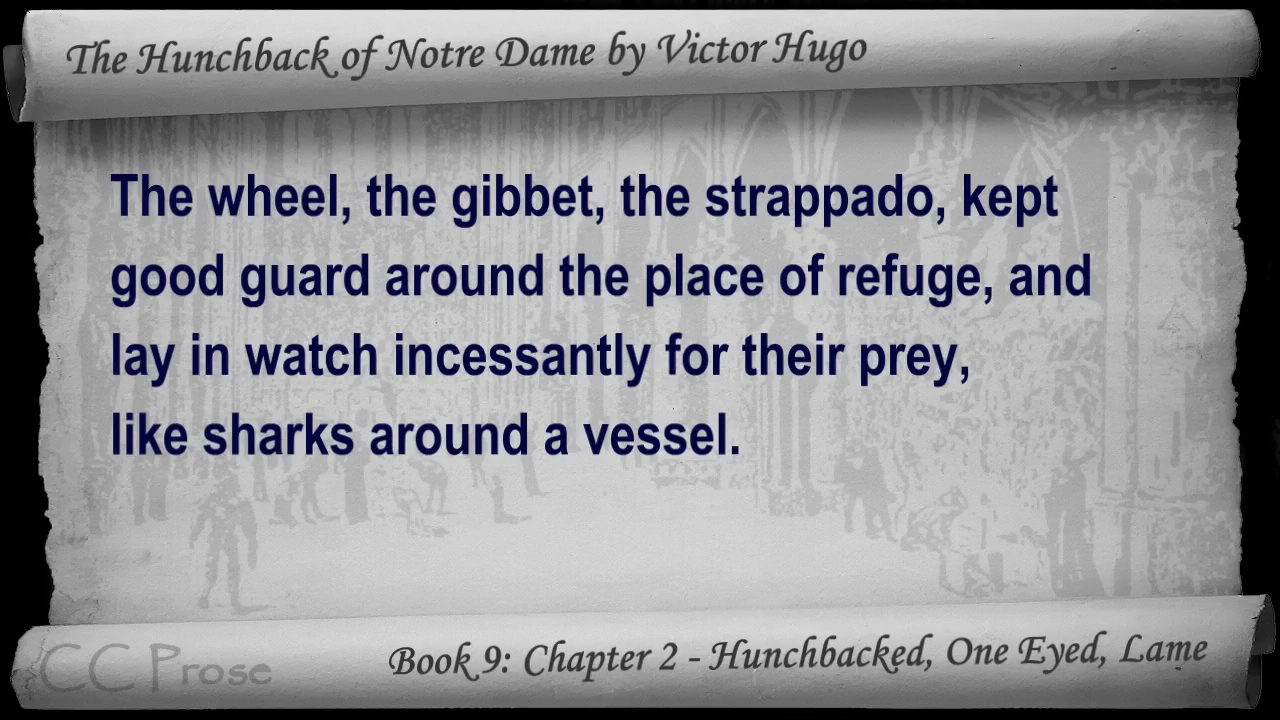 The Hunchback of Notre Dame by Victor Hugo
The wheel, the gibbet, the strappado, kept
good guard around the place of refuge, and
lay in watch incessantly for their prey,
like sharks around a vessel.
CC Prose
Book 9: Chapter 2 - Hunchbacked, One Eyed, Lame